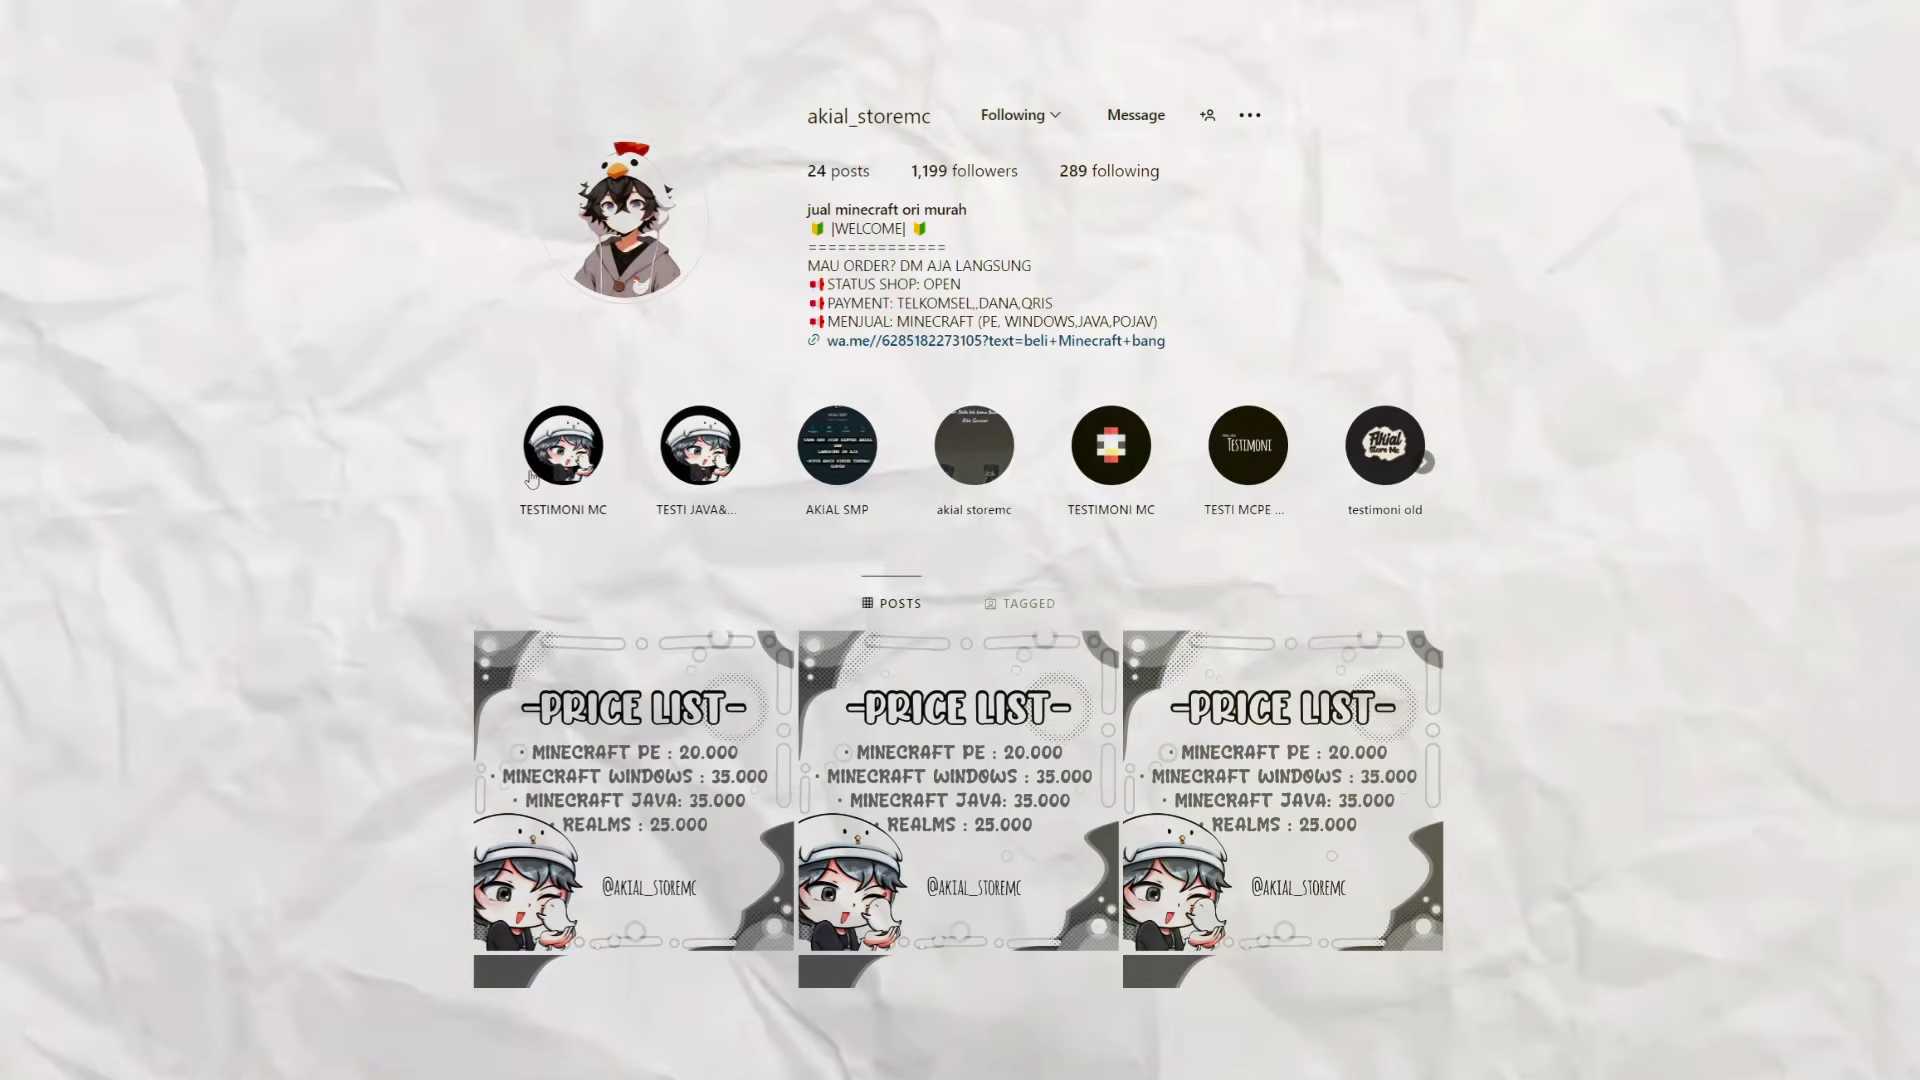 akial_storemc Following Message
24 posts 1,199 followers 289 following
jual minecraft ori murah
🔰 |WELCOME| 🔰
==============
MAU ORDER? DM AJA LANGSUNG
STATUS SHOP: OPEN
PAYMENT: TELKOMSEL,,DANA,QRIS
MENJUAL: MINECRAFT (PE, WINDOWS,JAVA,POJAV)
wa.me//6285182273105?text=beli+Minecraft+bang
TESTIMONI
Akial
Store Mc
TESTIMONI MC TESTI JAVA&... AKIAL SMP akial storemc TESTIMONI MC TESTI MCPE ... testimoni old
POSTS TAGGED
-PRICE LIST-
• MINECRAFT PE : 20.000
• MINECRAFT WINDOWS : 35.000
• MINECRAFT JAVA: 35.000
• REALMS : 25.000
@AKIAL_STOREMC
-PRICE LIST-
• MINECRAFT PE : 20.000
• MINECRAFT WINDOWS : 35.000
• MINECRAFT JAVA: 35.000
• REALMS : 25.000
@AKIAL_STOREMC
-PRICE LIST-
• MINECRAFT PE : 20.000
• MINECRAFT WINDOWS : 35.000
• MINECRAFT JAVA: 35.000
• REALMS : 25.000
@AKIAL_STOREMC